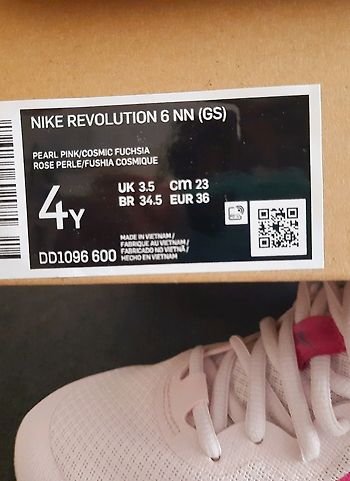 NIKE REVOLUTION 6 NN (GS)
PEARL PINK/COSMIC FUCHSIA
ROSE PERLE/FUSHIA COSMIQUE
4Y
UK 3.5 cm 23
BR 34.5 EUR 36
DD1096 600
MADE IN VIETNAM /
FABRIQUÉ AU VIETNAM /
FABRICADO NO VIETNÃ /
HECHO EN VIETNAM